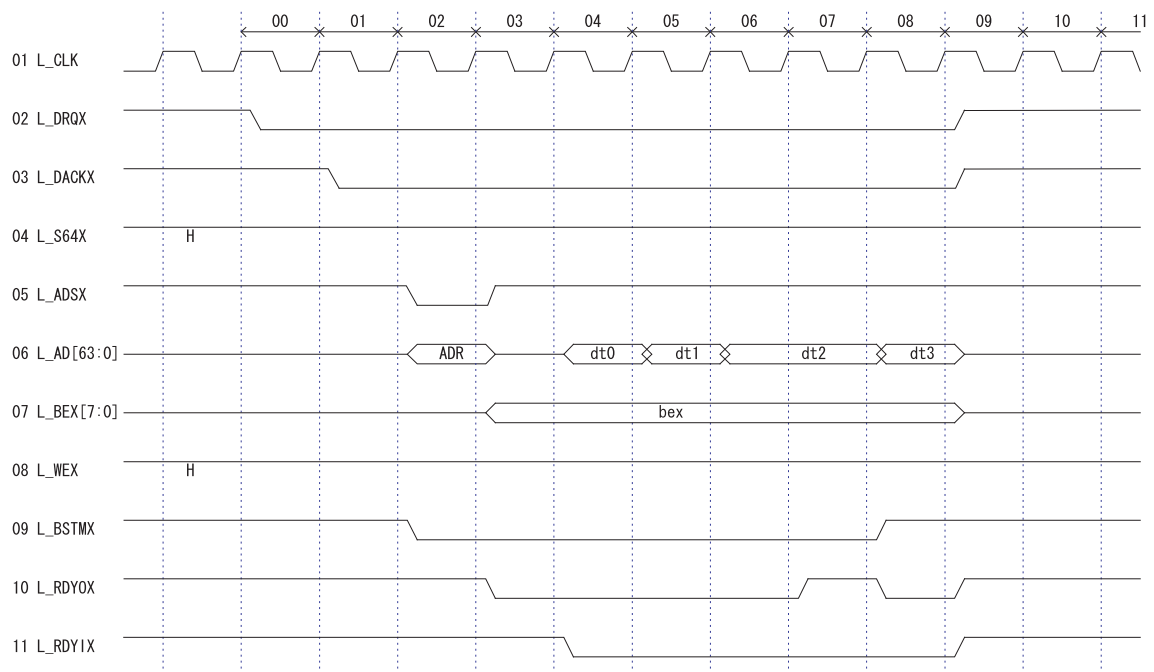 00 01 02 03 04 05 06 07 08 09 10 11
01 L_CLK
02 L_DRQX
03 L_DACKX
04 L_S64X H
05 L_ADSX
06 L_AD[63:0] ADR dt0 dt1 dt2 dt3
07 L_BEX[7:0] bex
08 L_WEX H
09 L_BSTMX
10 L_RDYOX
11 L_RDYIX